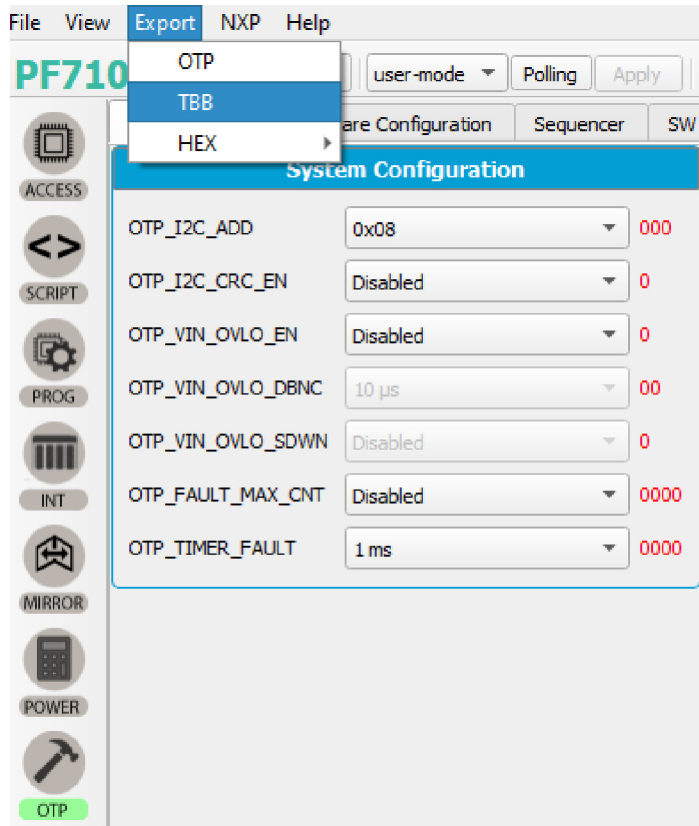 File View Export NXP Help
PF710
OTP
TBB
HEX
user-mode Polling Apply
Configuration Sequencer SW
System Configuration
ACCESS
SCRIPT
PROG
INT
MIRROR
POWER
OTP
OTP_I2C_ADD 0x08 000
OTP_I2C_CRC_EN Disabled 0
OTP_VIN_OVLO_EN Disabled 0
OTP_VIN_OVLO_DBNC 10 µs 00
OTP_VIN_OVLO_SDWN Disabled 0
OTP_FAULT_MAX_CNT Disabled 0000
OTP_TIMER_FAULT 1 ms 0000